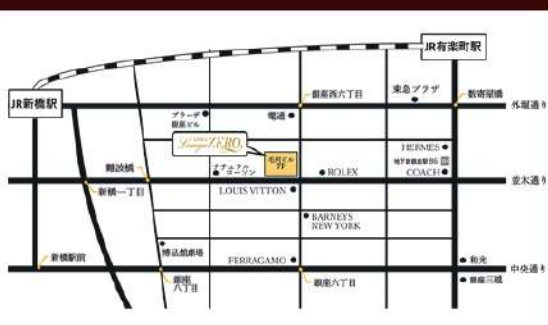 JR有楽町駅
JR新橋駅
銀座西六丁目
東急プラザ
数寄屋橋
外堀通り
プラーザ
銀座ビル
電通
Lounge ZERO
毛利ビル
7F
HERMES
地下鉄銀座駅B6
COACH
難波橋
ナチュラル
ローソン
ROLEX
並木通り
新橋一丁目
LOUIS VITTON
BARNEYS
NEW YORK
博品館劇場
新橋駅前
FERRAGAMO
和光
中央通り
銀座
八丁目
銀座六丁目
銀座三越